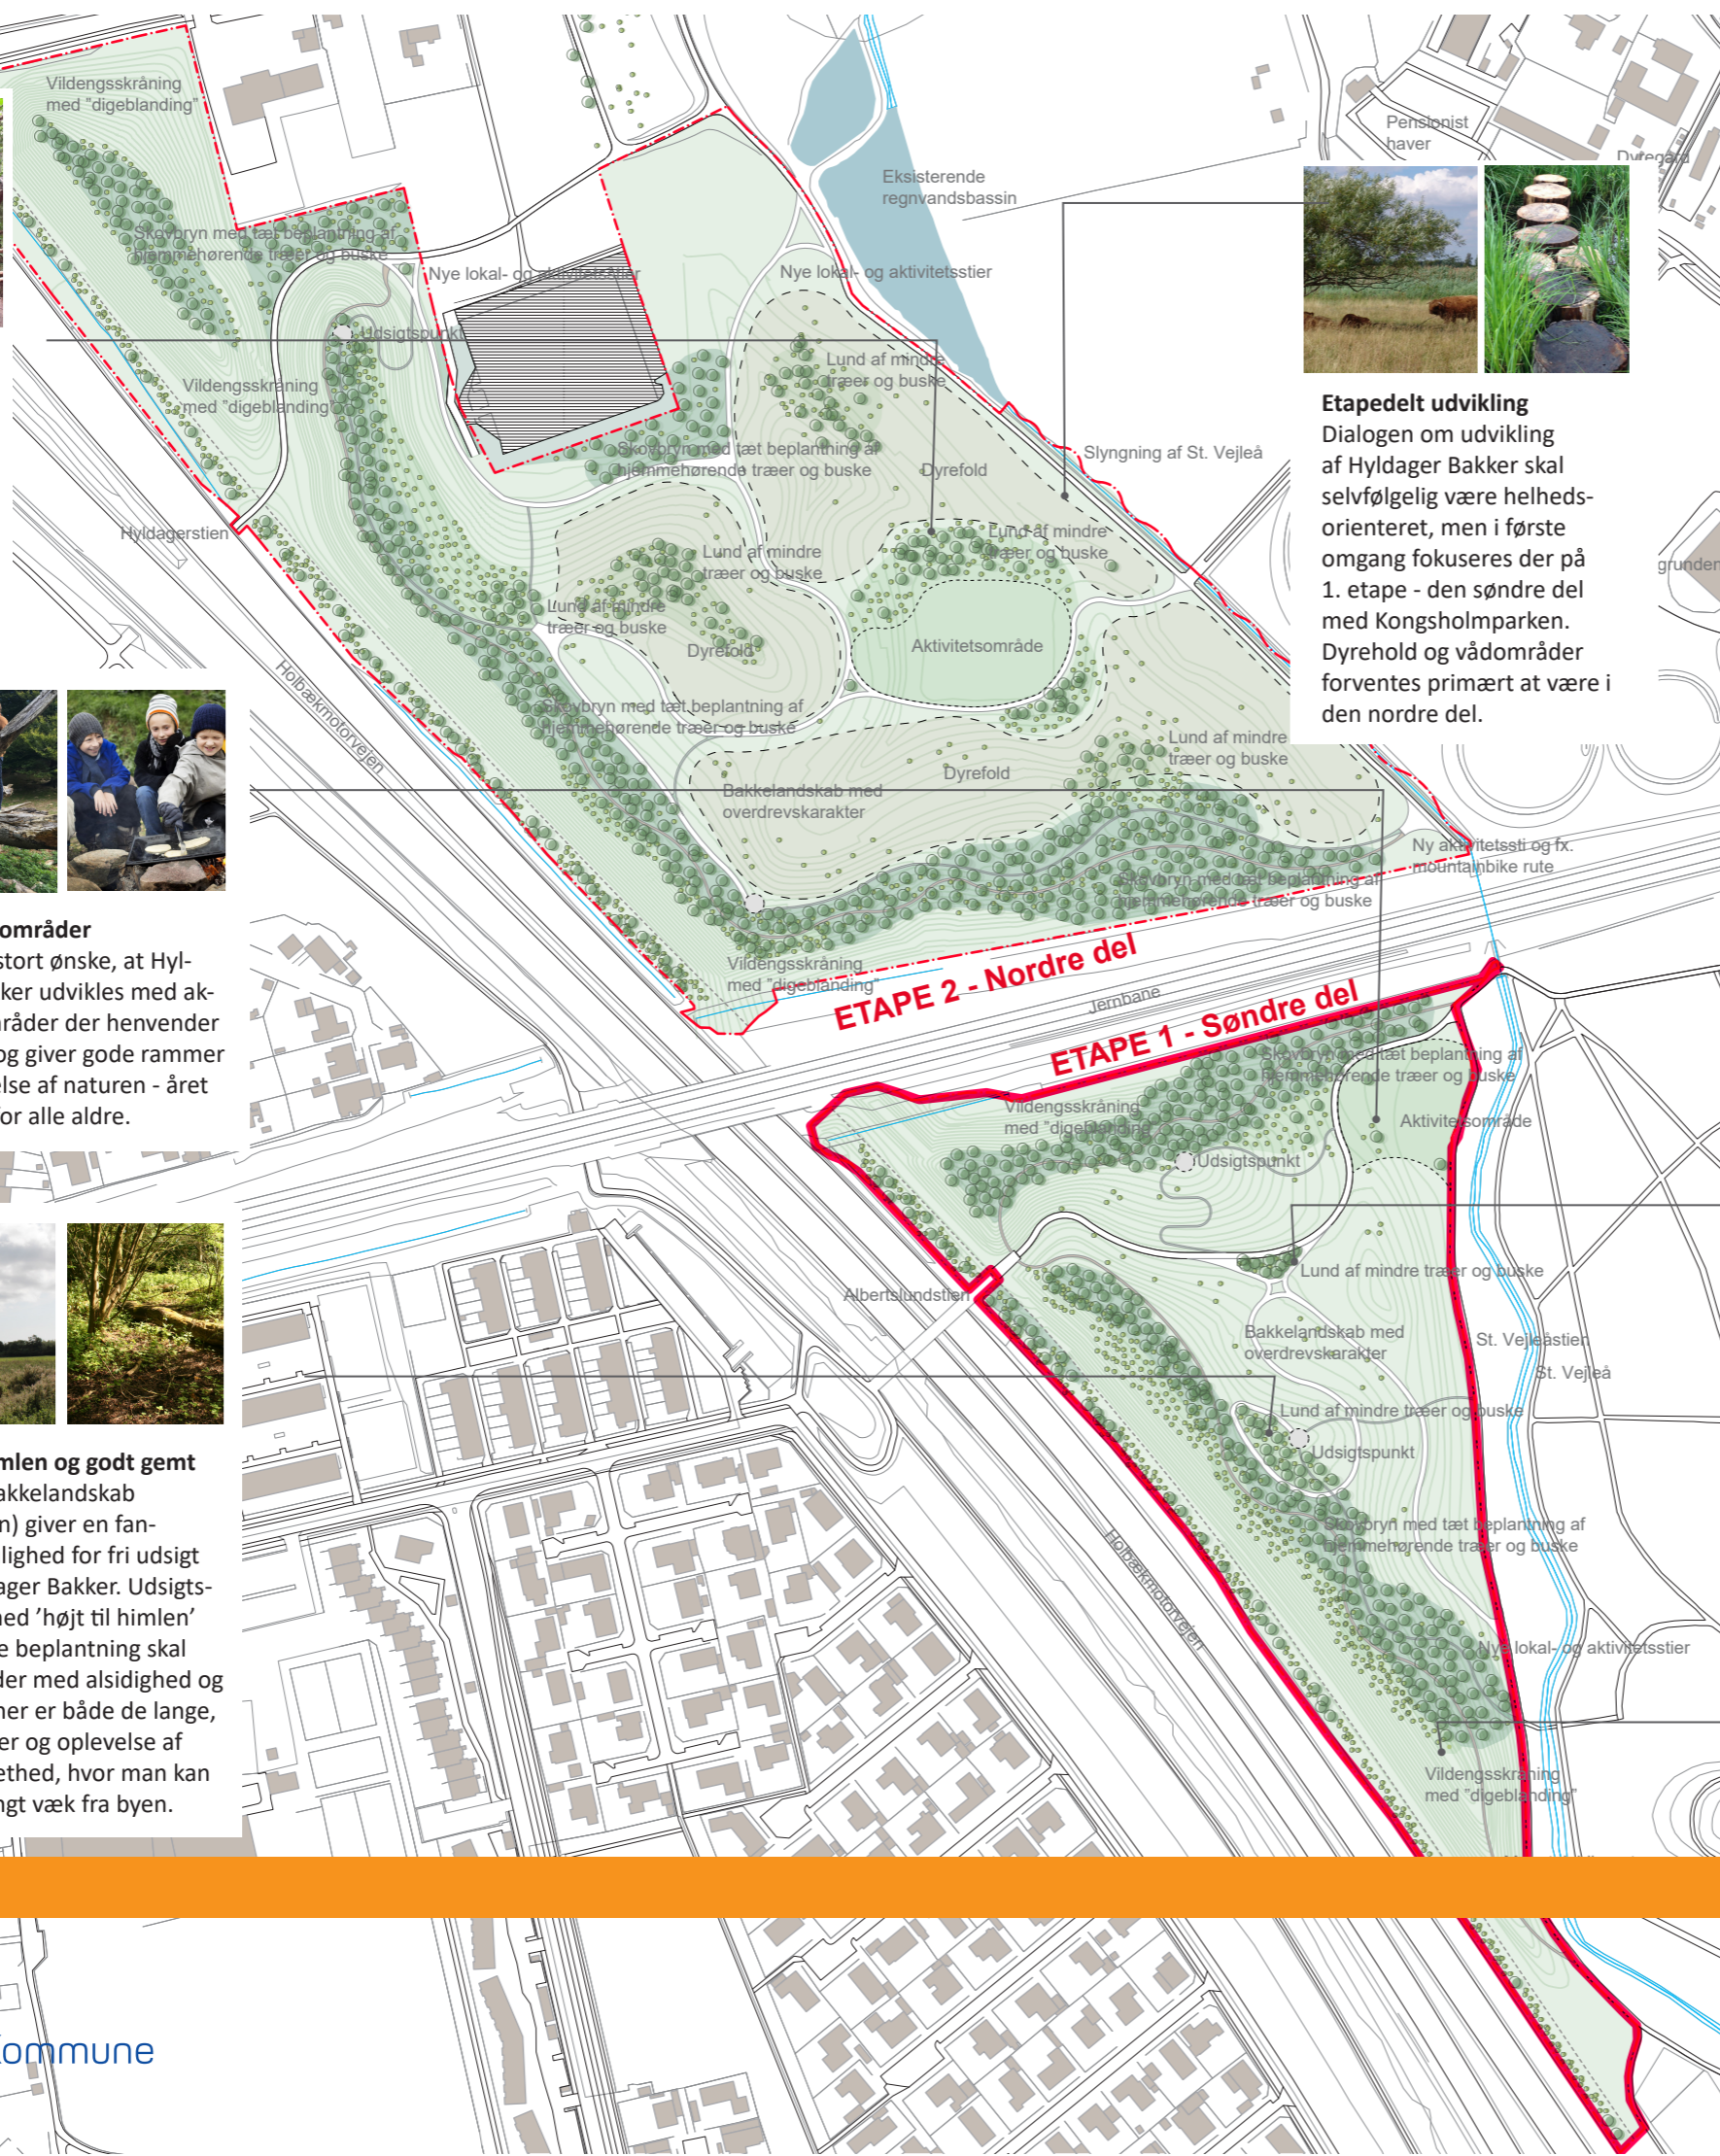 Vildengsskråning
med "digeblanding"
Skovbryn med tæt beplantning af
hjemmehørende træer og buske
Nye lokal- og aktivitetsstier
Udsigtspunkt
Vildengsskråning
med "digeblanding"
Eksisterende
regnvandsbassin
Nye lokal- og aktivitetsstier
Pensionist
haver
Dyregård
Lund af mindre
træer og buske
Skovbryn med tæt beplantning af
hjemmehørende træer og buske
Dyrefold
Slyngning af St. Vejleå
Hyldagerstien
Lund af mindre
træer og buske
Lund af mindre
træer og buske
Lund af mindre
træer og buske
Dyrefold
Aktivitetsområde
Holbækmotorvejen
Skovbryn med tæt beplantning af
hjemmehørende træer og buske
Lund af mindre
træer og buske
Dyrefold
Bakkelandskab med
overdrevskarakter
Ny aktivitetssti og fx.
mountainbike rute
Skovbryn med tæt beplantning af
hjemmehørende træer og buske
Vildengsskråning
med "digeblanding"
ETAPE 2 - Nordre del
Jernbane
ETAPE 1 - Søndre del
Etapedelt udvikling
Dialogen om udvikling
af Hyldager Bakker skal
selvfølgelig være helheds-
orienteret, men i første
omgang fokuseres der på
1. etape - den søndre del
med Kongsholmparken.
Dyrehold og vådområder
forventes primært at være i
den nordre del.
grunden
områder
stort ønske, at Hyl-
ker udvikles med ak-
råder der henvender
og giver gode rammer
else af naturen - året
or alle aldre.
Skovbryn med tæt beplantning af
hjemmehørende træer og buske
Vildengsskråning
med "digeblanding"
Aktivitetsområde
Udsigtspunkt
Lund af mindre træer og buske
Albertslundstien
Bakkelandskab med
overdrevskarakter
St. Vejleåstien
St. Vejleå
Lund af mindre træer og buske
Udsigtspunkt
Skovbryn med tæt beplantning af
hjemmehørende træer og buske
Holbækmotorvejen
Nye lokal- og aktivitetsstier
Vildengsskråning
med "digeblanding"
mlen og godt gemt
akkelandskab
n) giver en fan-
lighed for fri udsigt
ager Bakker. Udsigts-
ned 'højt til himlen'
e beplantning skal
der med alsidighed og
ner er både de lange,
er og oplevelse af
ethed, hvor man kan
ngt væk fra byen.
ommune